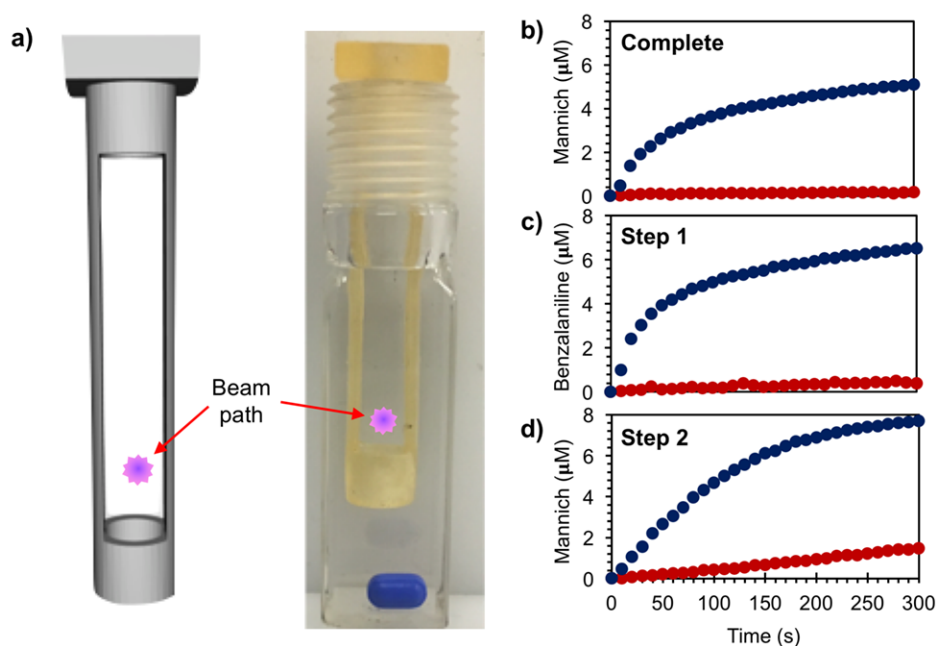 a)
Beam
path
b)
Complete
Mannich (μM)
8
6
4
2
0
c)
Step 1
Benzalaniline (μM)
8
6
4
2
0
d)
Step 2
Mannich (μM)
8
6
4
2
0
0 50 100 150 200 250 300
Time (s)